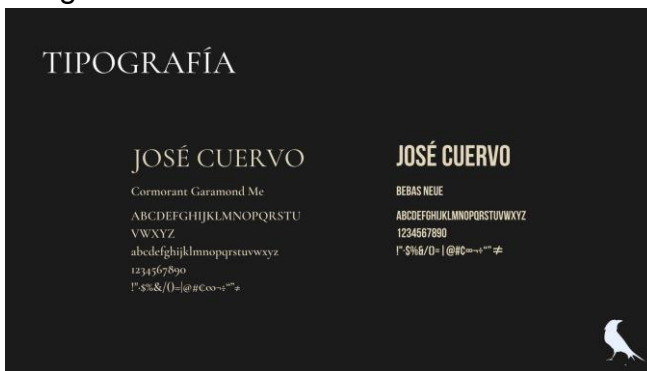 TIPOGRAFÍA
JOSÉ CUERVO
Cormorant Garamond Me
ABCDEFGHIJKLMNOPQRSTU
VWXYZ
abcdefghijklmnopqrstuvwxyz
1234567890
!"·$%&/()=|@#¢∞¬÷“”≠
JOSÉ CUERVO
BEBAS NEUE
ABCDEFGHIJKLMNOPQRSTUVWXYZ
1234567890
!"·$%&/()=|@#¢∞¬÷“”≠